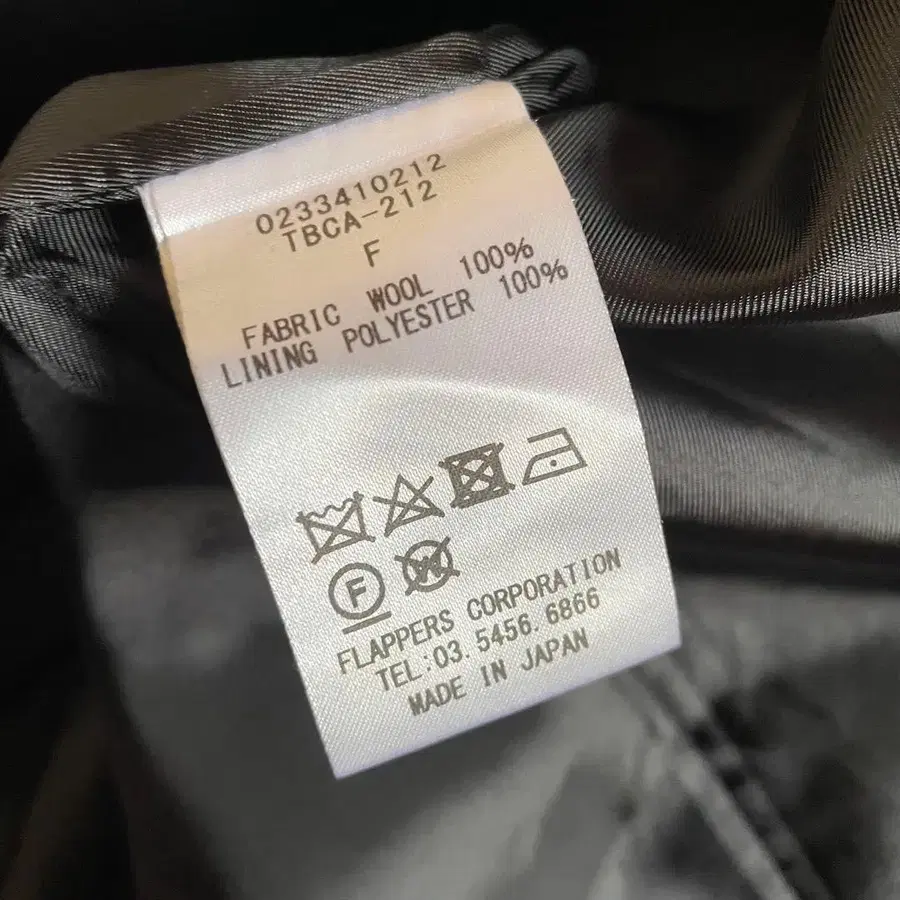 0233410212
TBCA-212
F
FABRIC WOOL 100%
LINING POLYESTER 100%
F W
FLAPPERS CORPORATION
TEL:03.5456.6866
MADE IN JAPAN